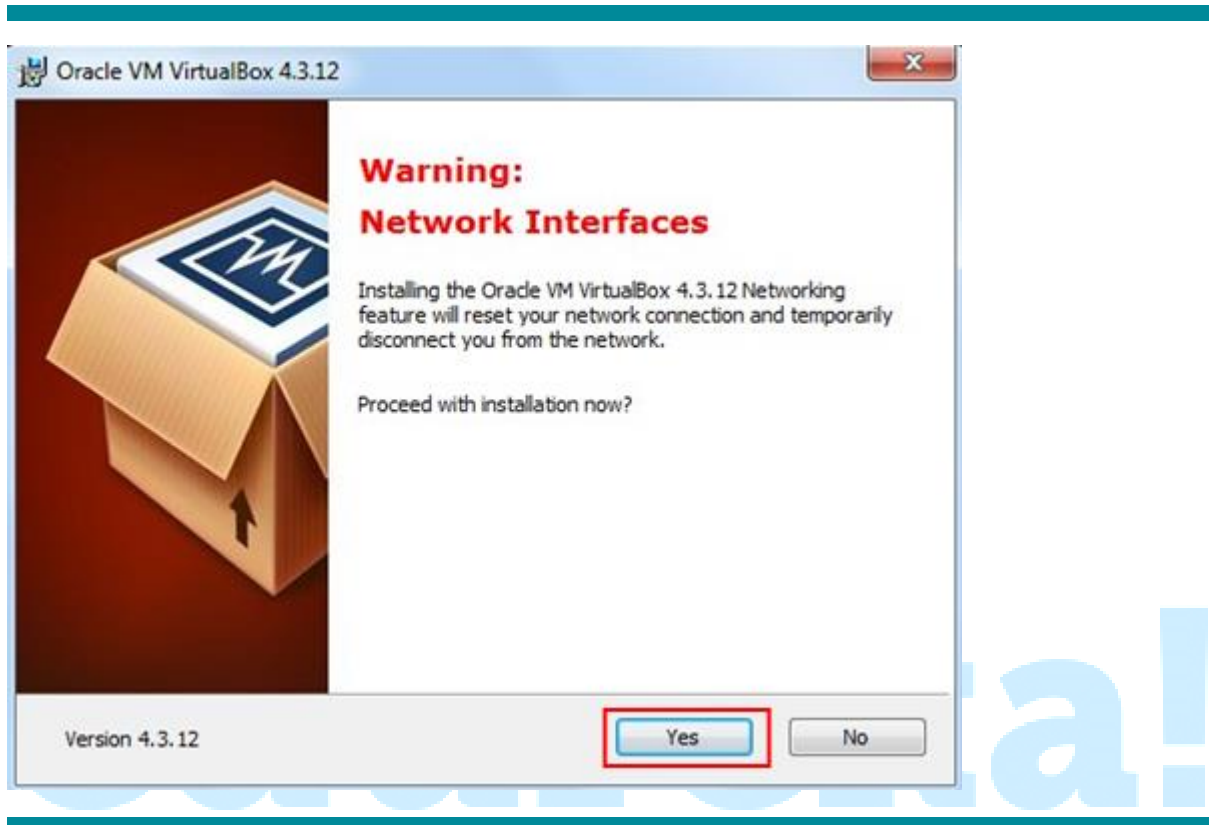 Oracle VM VirtualBox 4.3.12
Warning:
Network Interfaces
Installing the Oracle VM VirtualBox 4.3.12 Networking
feature will reset your network connection and temporarily
disconnect you from the network.
Proceed with installation now?
Version 4.3.12
Yes
No